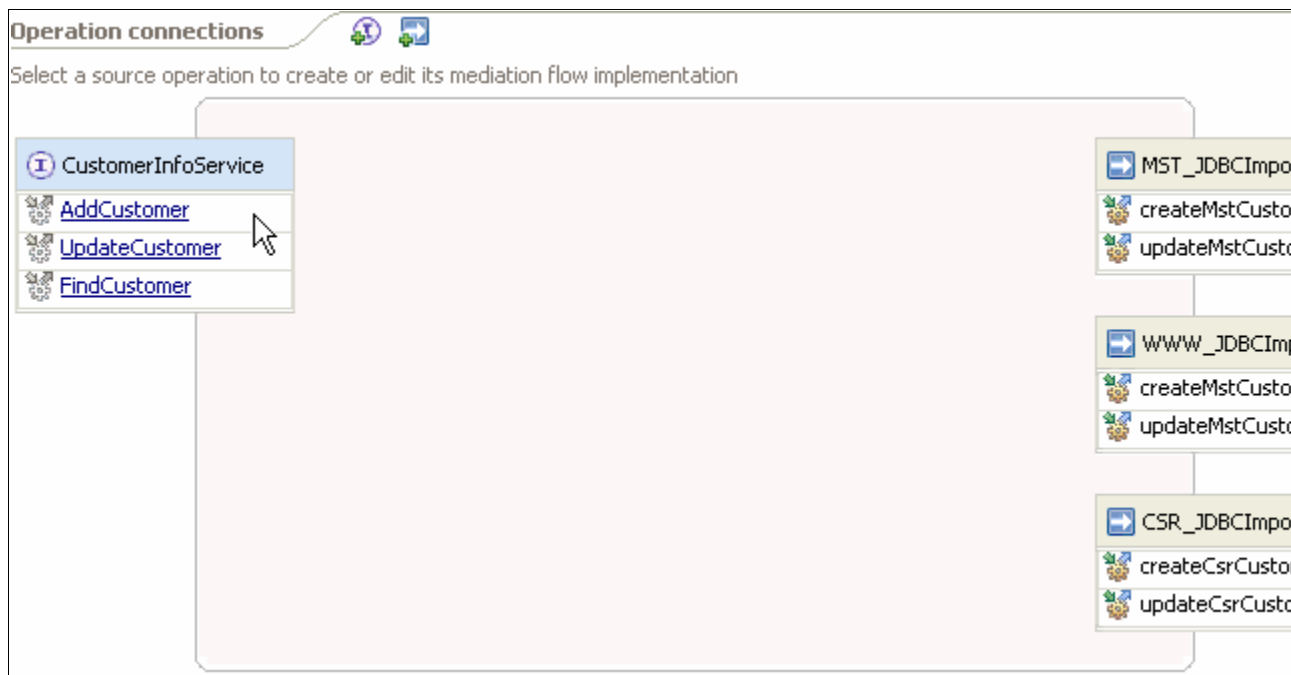 Operation connections
Select a source operation to create or edit its mediation flow implementation
CustomerInfoService
AddCustomer
UpdateCustomer
FindCustomer
MST_JDBCImpo
createMstCusto
updateMstCusto
WWW_JDBCImp
createMstCusto
updateMstCusto
CSR_JDBCImpo
createCsrCusto
updateCsrCusto